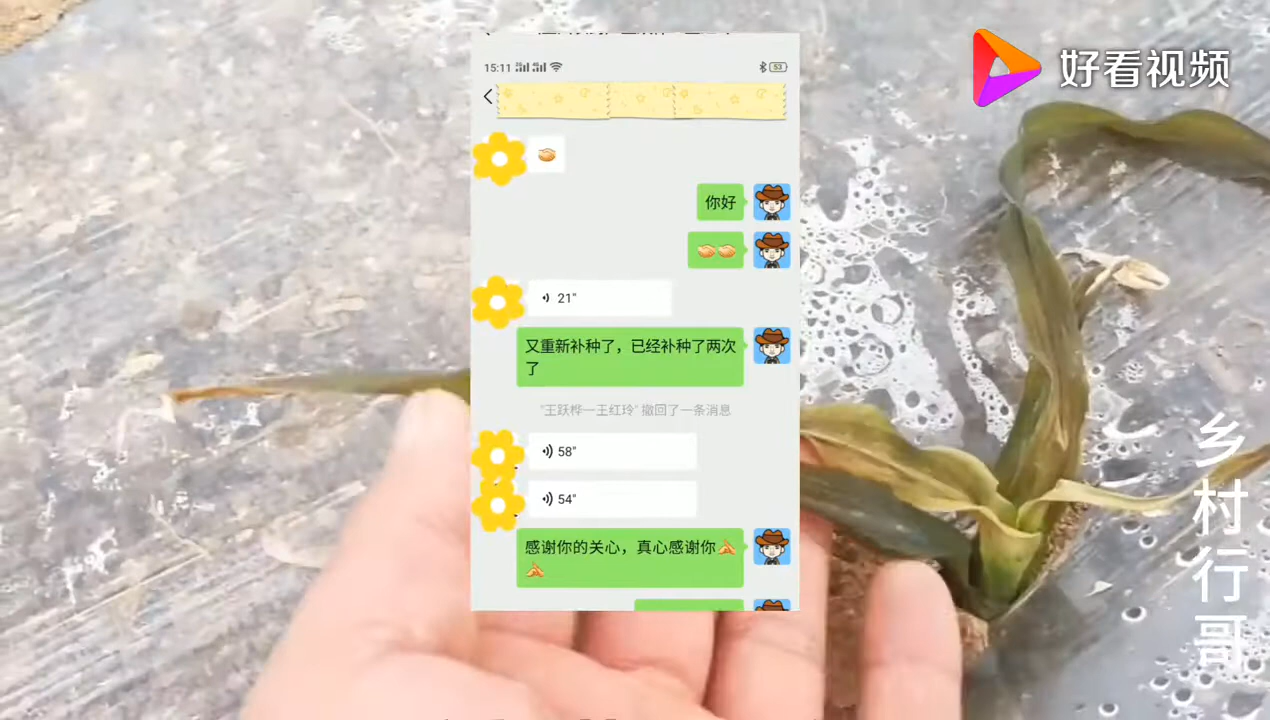 好看视频
15:11
53
你好
21"
又重新补种了，已经补种了两次
了
"王跃桦一王红玲" 撤回了一条消息
58"
54"
感谢你的关心，真心感谢你
乡村行哥